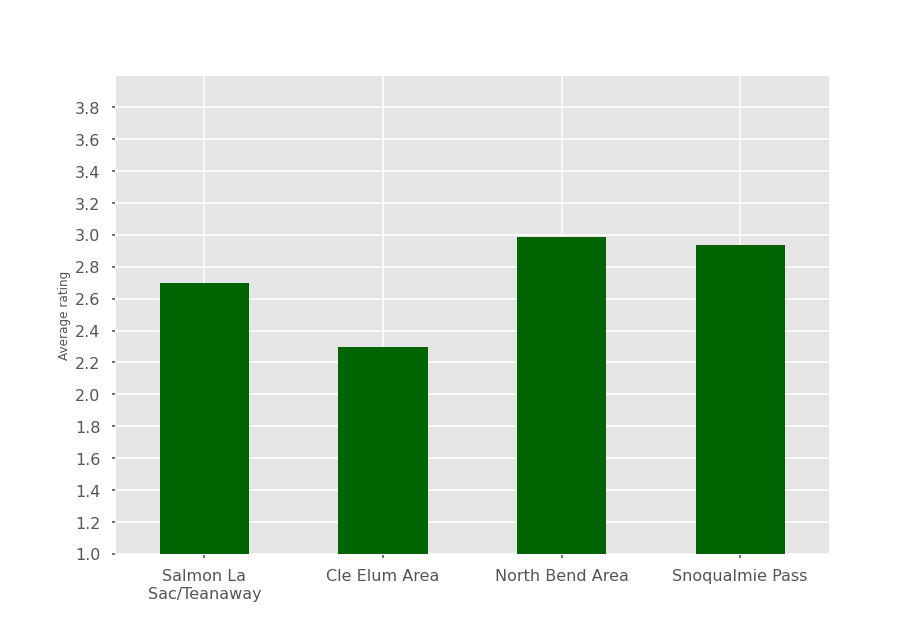 3.8
3.6
3.4
3.2
3.0
2.8
2.6
2.4
2.2
2.0
1.8
1.6
1.4
1.2
1.0
Average rating
Salmon La
Sac/Teanaway
Cle Elum Area
North Bend Area
Snoqualmie Pass